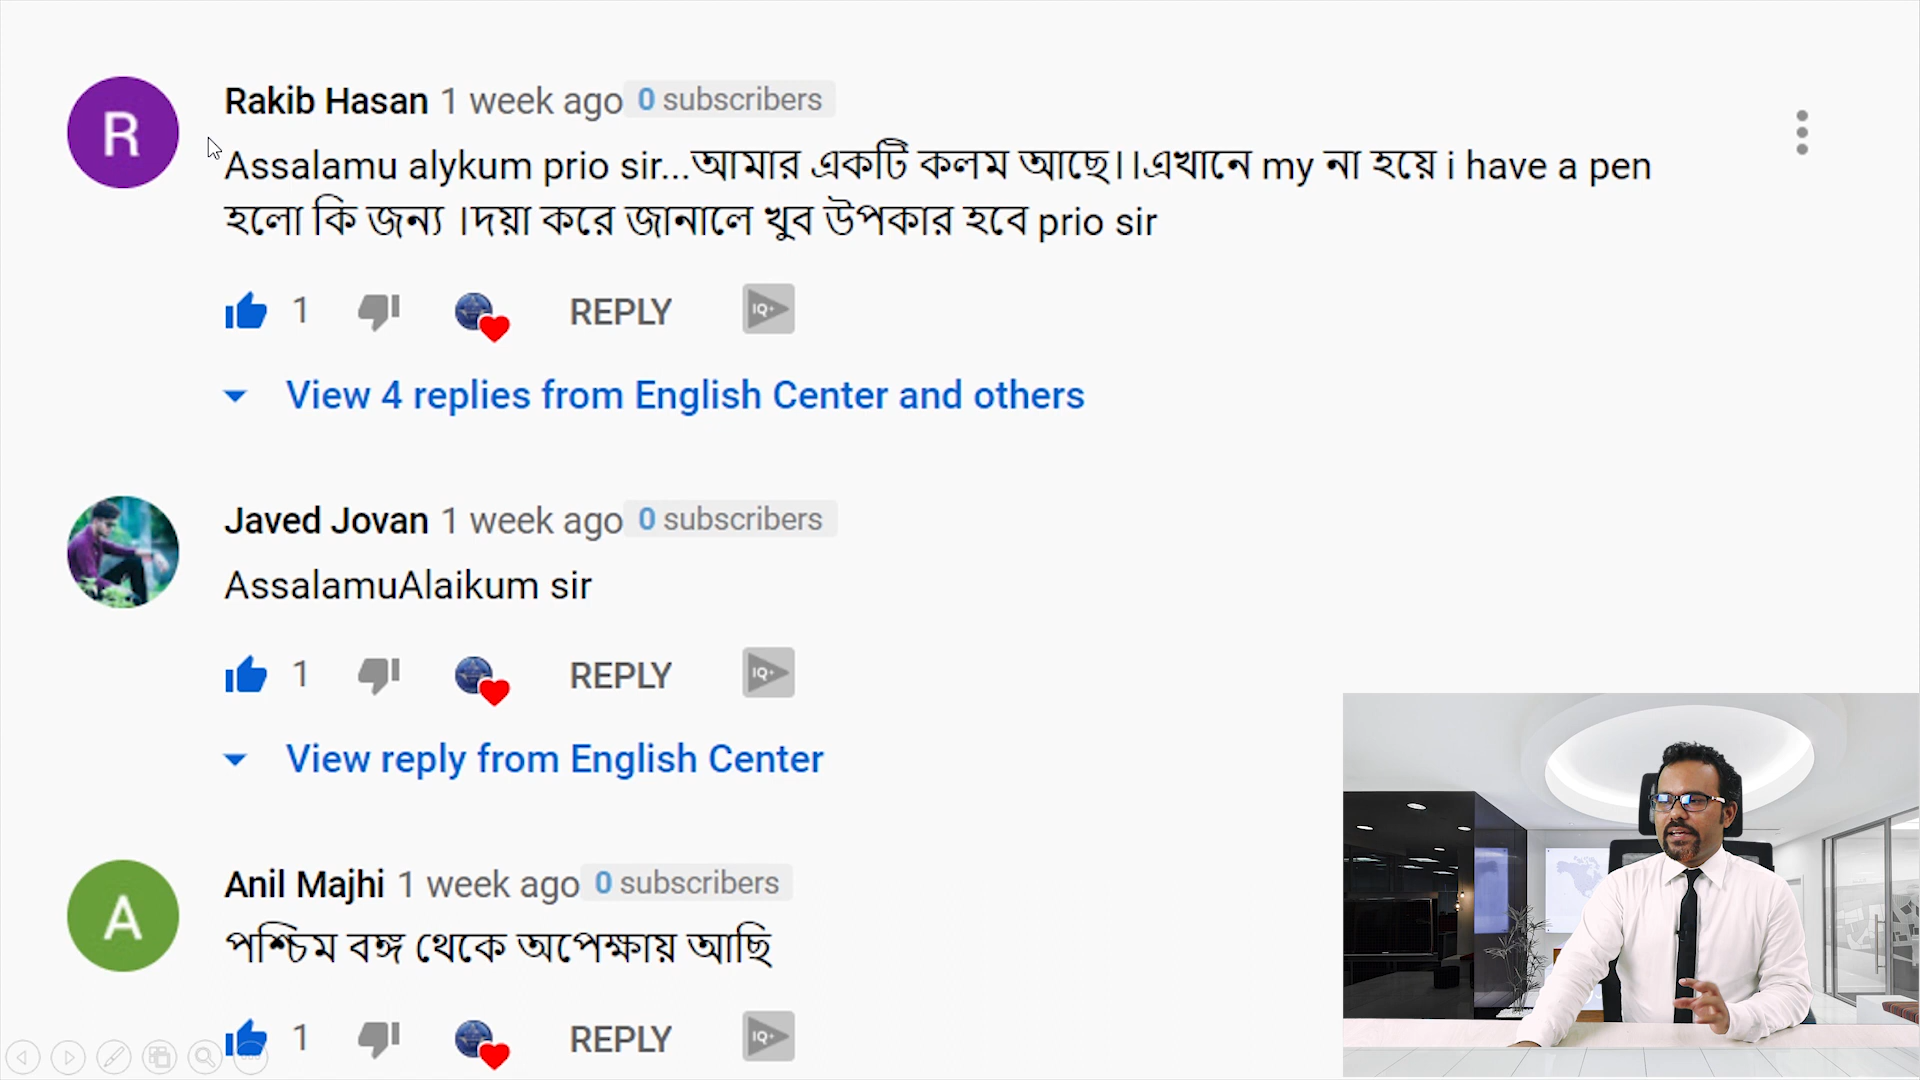 Rakib Hasan 1 week ago 0 subscribers
Assalamu alykum prio sir...আমার একটি কলম আছে।।এখানে my না হয়ে i have a pen
হলো কি জন্য ।দয়া করে জানালে খুব উপকার হবে prio sir
1 REPLY IQ+
View 4 replies from English Center and others
Javed Jovan 1 week ago 0 subscribers
AssalamuAlaikum sir
1 REPLY IQ+
View reply from English Center
Anil Majhi 1 week ago 0 subscribers
পশ্চিম বঙ্গ থেকে অপেক্ষায় আছি
1 REPLY IQ+
R
A